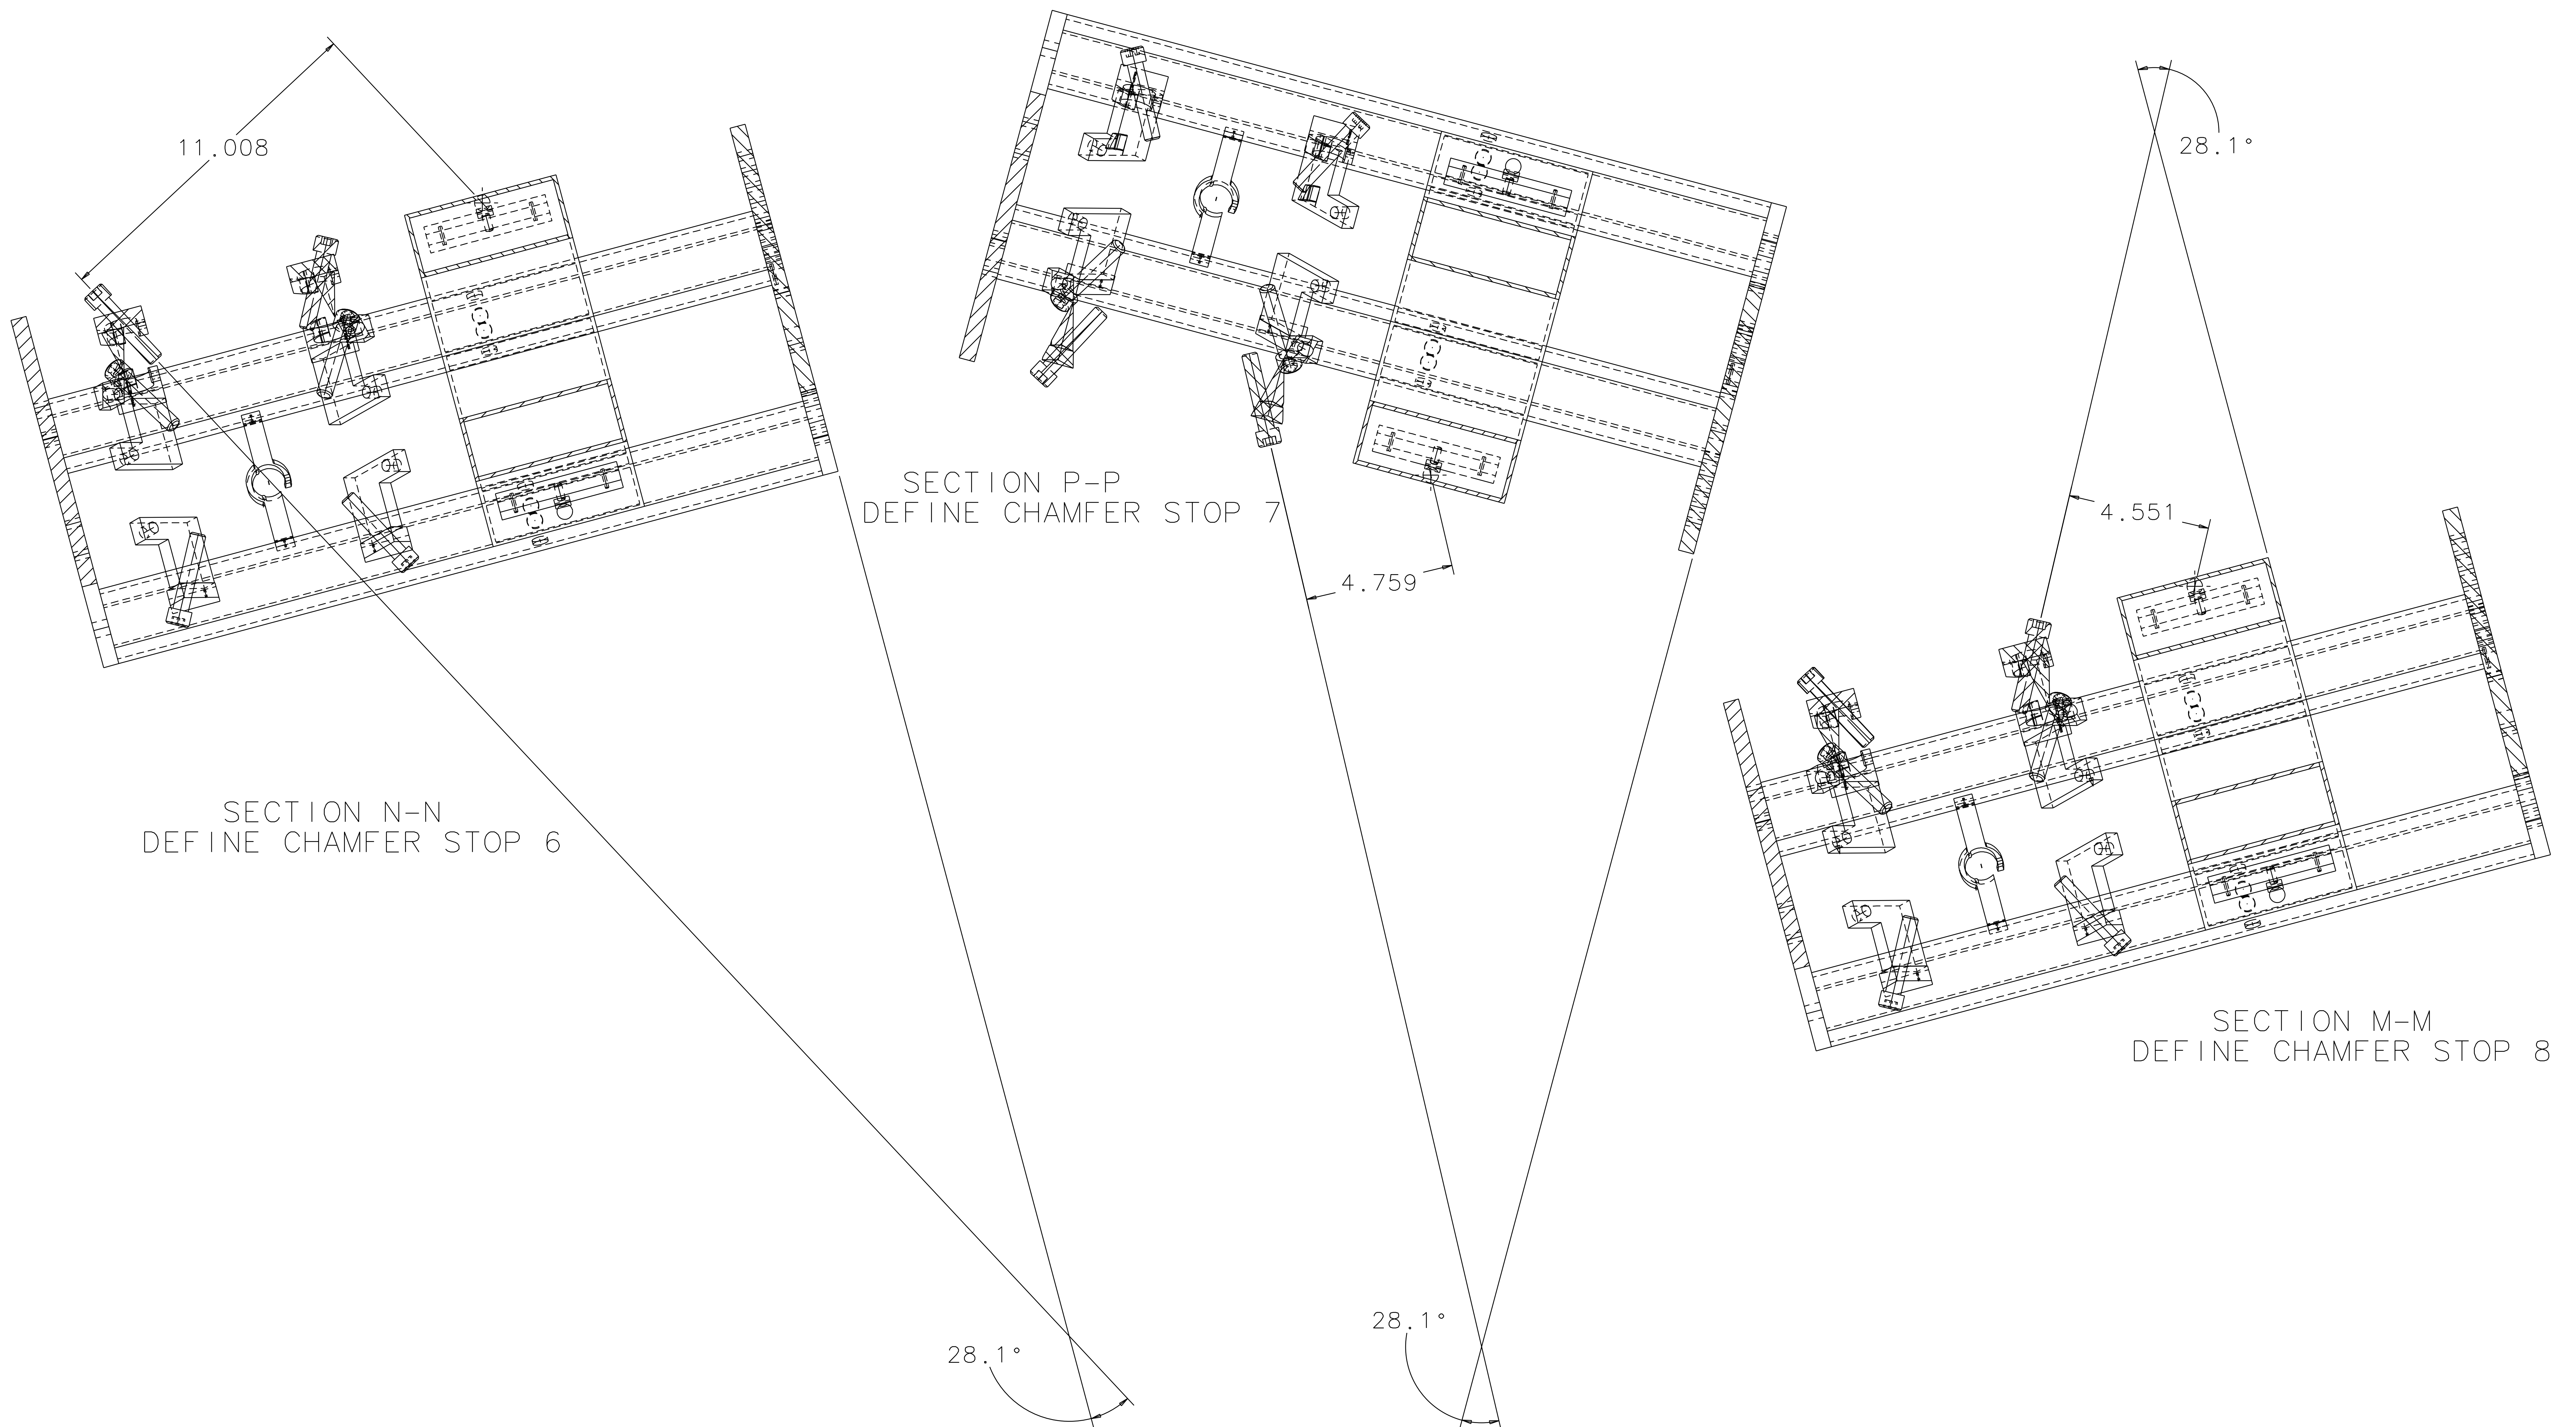 11.008
28.1°
SECTION P-P
DEFINE CHAMFER STOP 7
4.551
4.759
SECTION N-N
DEFINE CHAMFER STOP 6
SECTION M-M
DEFINE CHAMFER STOP 8
28.1°
28.1°